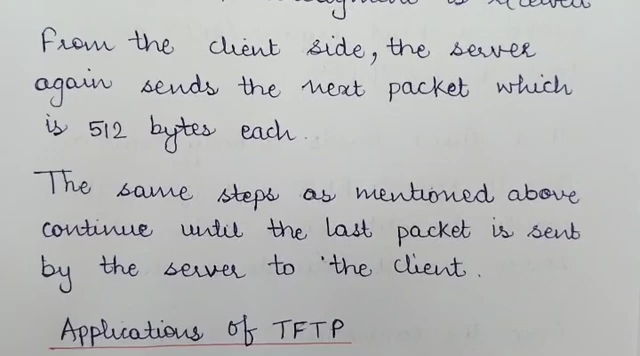 is received
From the client side, the server
again sends the next packet which
is 512 bytes each.
The same steps as mentioned above
continue until the last packet is sent
by the server to the client.
Applications of TFTP